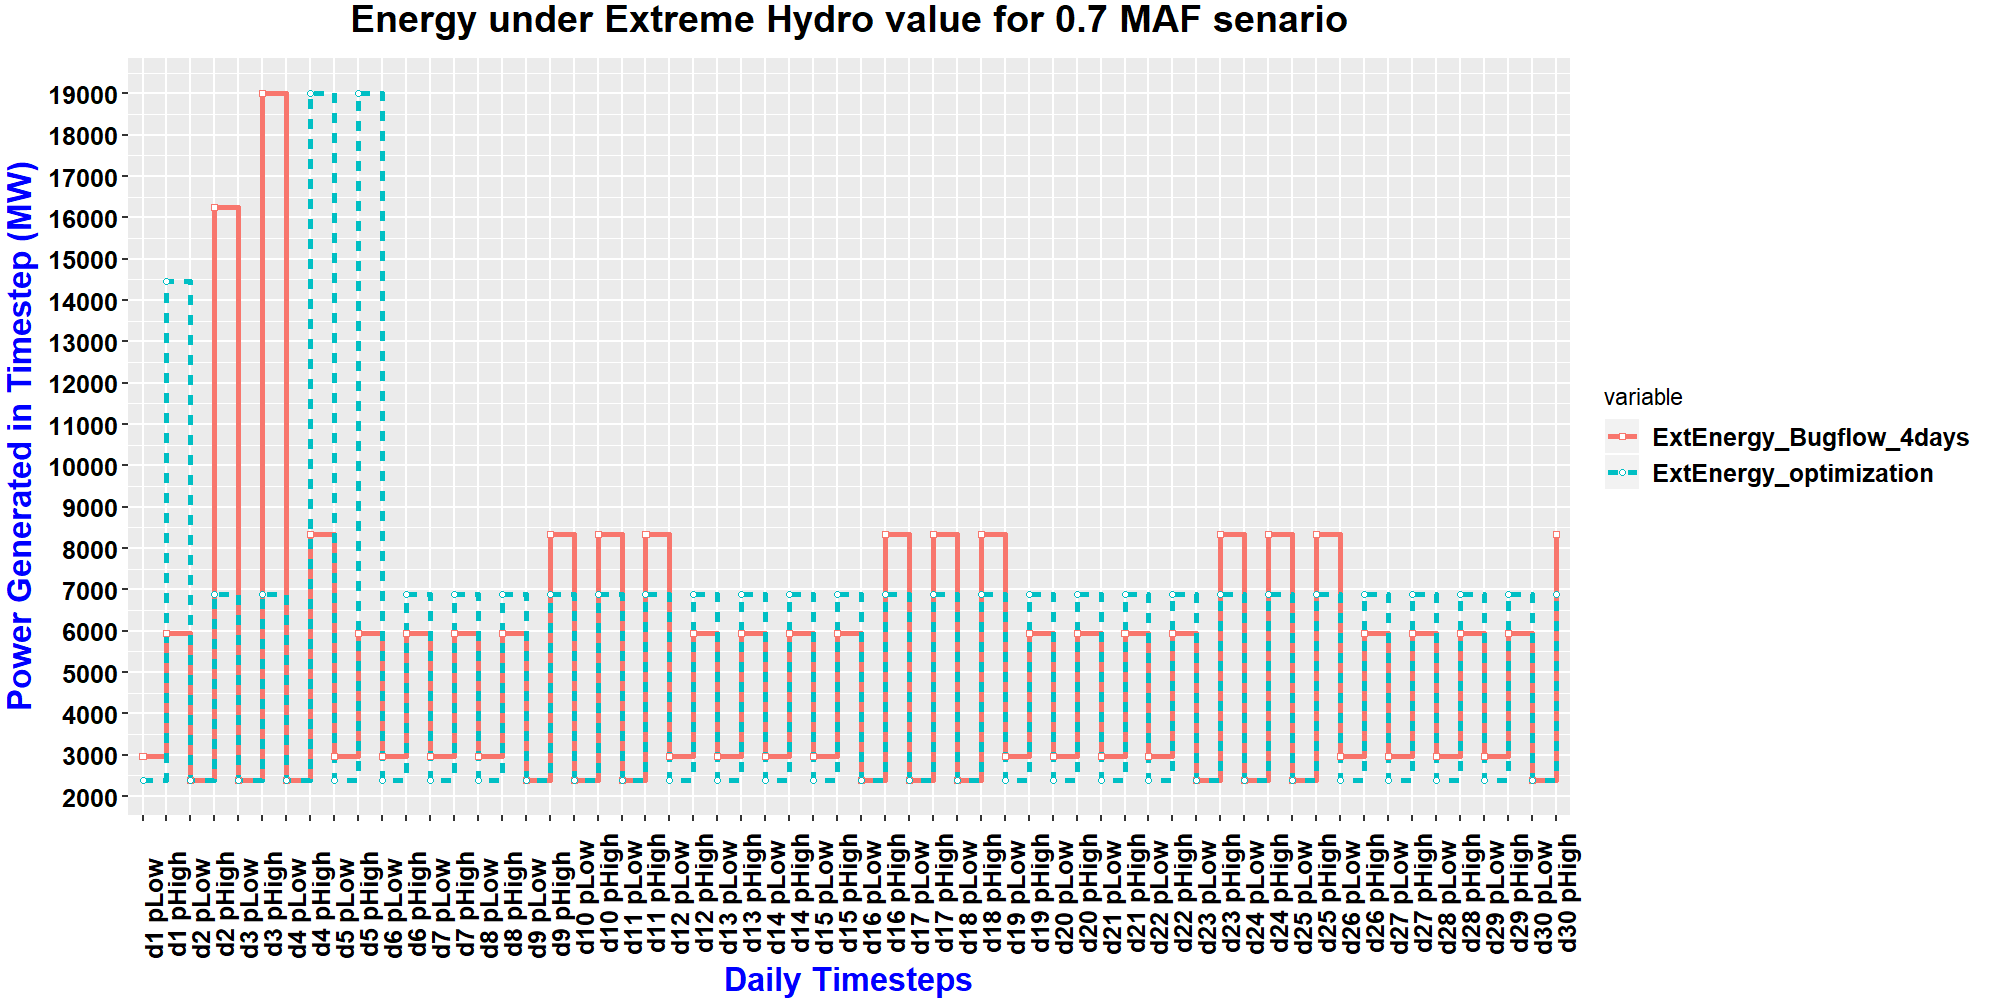 Energy under Extreme Hydro value for 0.7 MAF senario
Power Generated in Timestep (MW)
19000
18000
17000
16000
15000
14000
13000
12000
11000
10000
9000
8000
7000
6000
5000
4000
3000
2000
d1 pLow
d1 pHigh
d2 pLow
d2 pHigh
d3 pLow
d3 pHigh
d4 pLow
d4 pHigh
d5 pLow
d5 pHigh
d6 pLow
d6 pHigh
d7 pLow
d7 pHigh
d8 pLow
d8 pHigh
d9 pLow
d9 pHigh
d10 pLow
d10 pHigh
d11 pLow
d11 pHigh
d12 pLow
d12 pHigh
d13 pLow
d13 pHigh
d14 pLow
d14 pHigh
d15 pLow
d15 pHigh
d16 pLow
d16 pHigh
d17 pLow
d17 pHigh
d18 pLow
d18 pHigh
d19 pLow
d19 pHigh
d20 pLow
d20 pHigh
d21 pLow
d21 pHigh
d22 pLow
d22 pHigh
d23 pLow
d23 pHigh
d24 pLow
d24 pHigh
d25 pLow
d25 pHigh
d26 pLow
d26 pHigh
d27 pLow
d27 pHigh
d28 pLow
d28 pHigh
d29 pLow
d29 pHigh
d30 pLow
d30 pHigh
Daily Timesteps
variable
ExtEnergy_Bugflow_4days
ExtEnergy_optimization